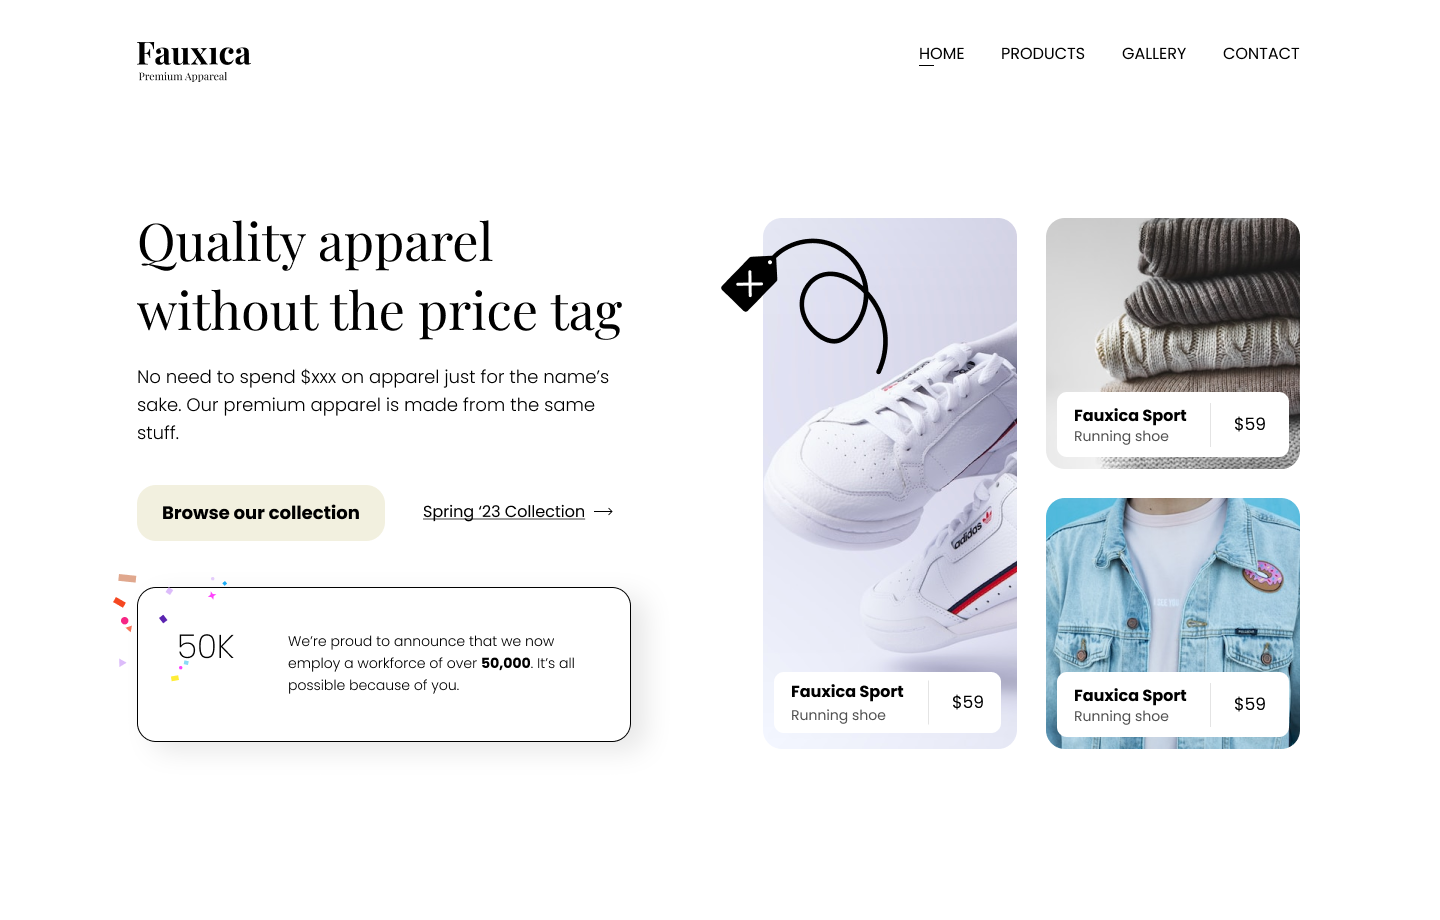 Fauxıca
Premium Appareal
HOME PRODUCTS GALLERY CONTACT
Quality apparel
without the price tag
No need to spend $xxx on apparel just for the name’s
sake. Our premium apparel is made from the same
stuff.
Browse our collection
Spring ‘23 Collection
50K
We’re proud to announce that we now
employ a workforce of over 50,000. It’s all
possible because of you.
adidas
Fauxica Sport
Running shoe
$59
Fauxica Sport
Running shoe
$59
Fauxica Sport
Running shoe
$59